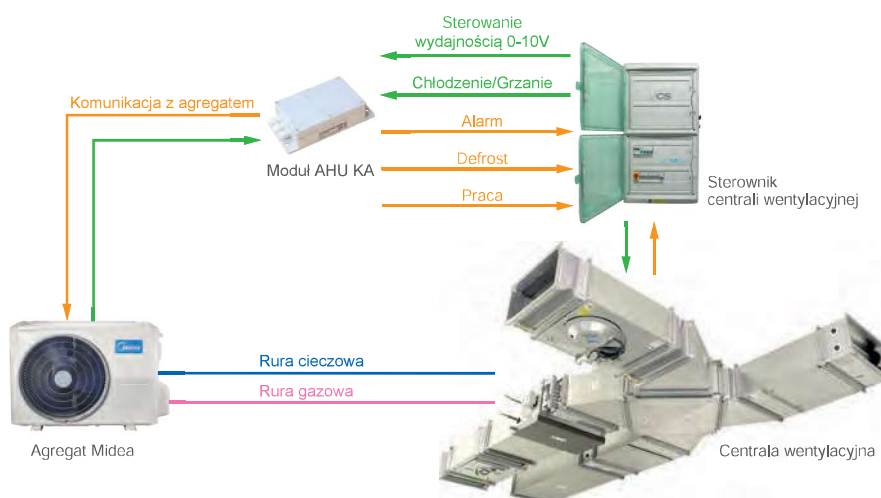 Sterowanie
wydajnością 0-10V
Chłodzenie/Grzanie
Komunikacja z agregatem
Alarm
Moduł AHU KA
Defrost
Praca
Sterownik
centrali wentylacyjnej
Rura cieczowa
Rura gazowa
Agregat Midea
Centrala wentylacyjna